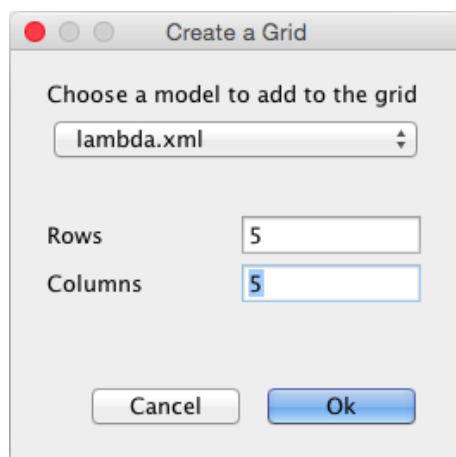 Create a Grid
Choose a model to add to the grid
lambda.xml
Rows 5
Columns 5
Cancel Ok